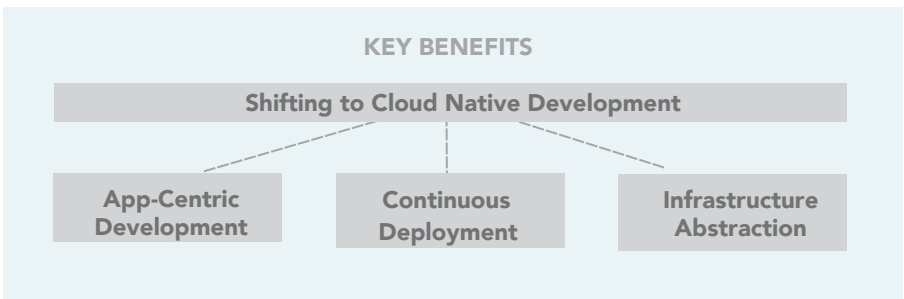 KEY BENEFITS
Shifting to Cloud Native Development
App-Centric
Development
Continuous
Deployment
Infrastructure
Abstraction